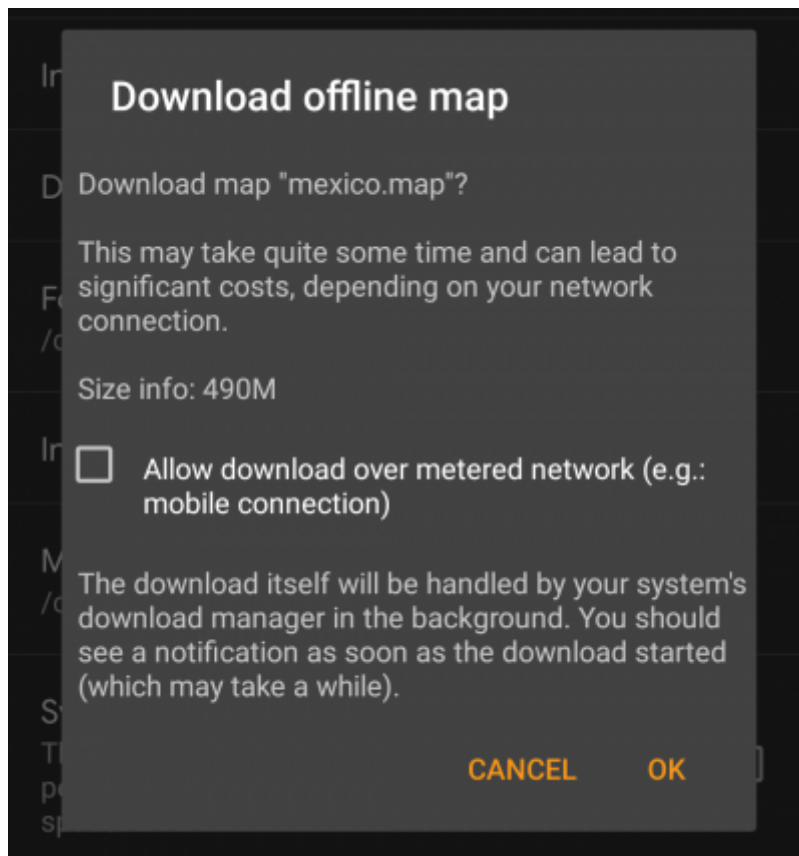 Download offline map
Download map "mexico.map"?
This may take quite some time and can lead to
significant costs, depending on your network
connection.
Size info: 490M
Allow download over metered network (e.g.:
mobile connection)
The download itself will be handled by your system's
download manager in the background. You should
see a notification as soon as the download started
(which may take a while).
CANCEL OK